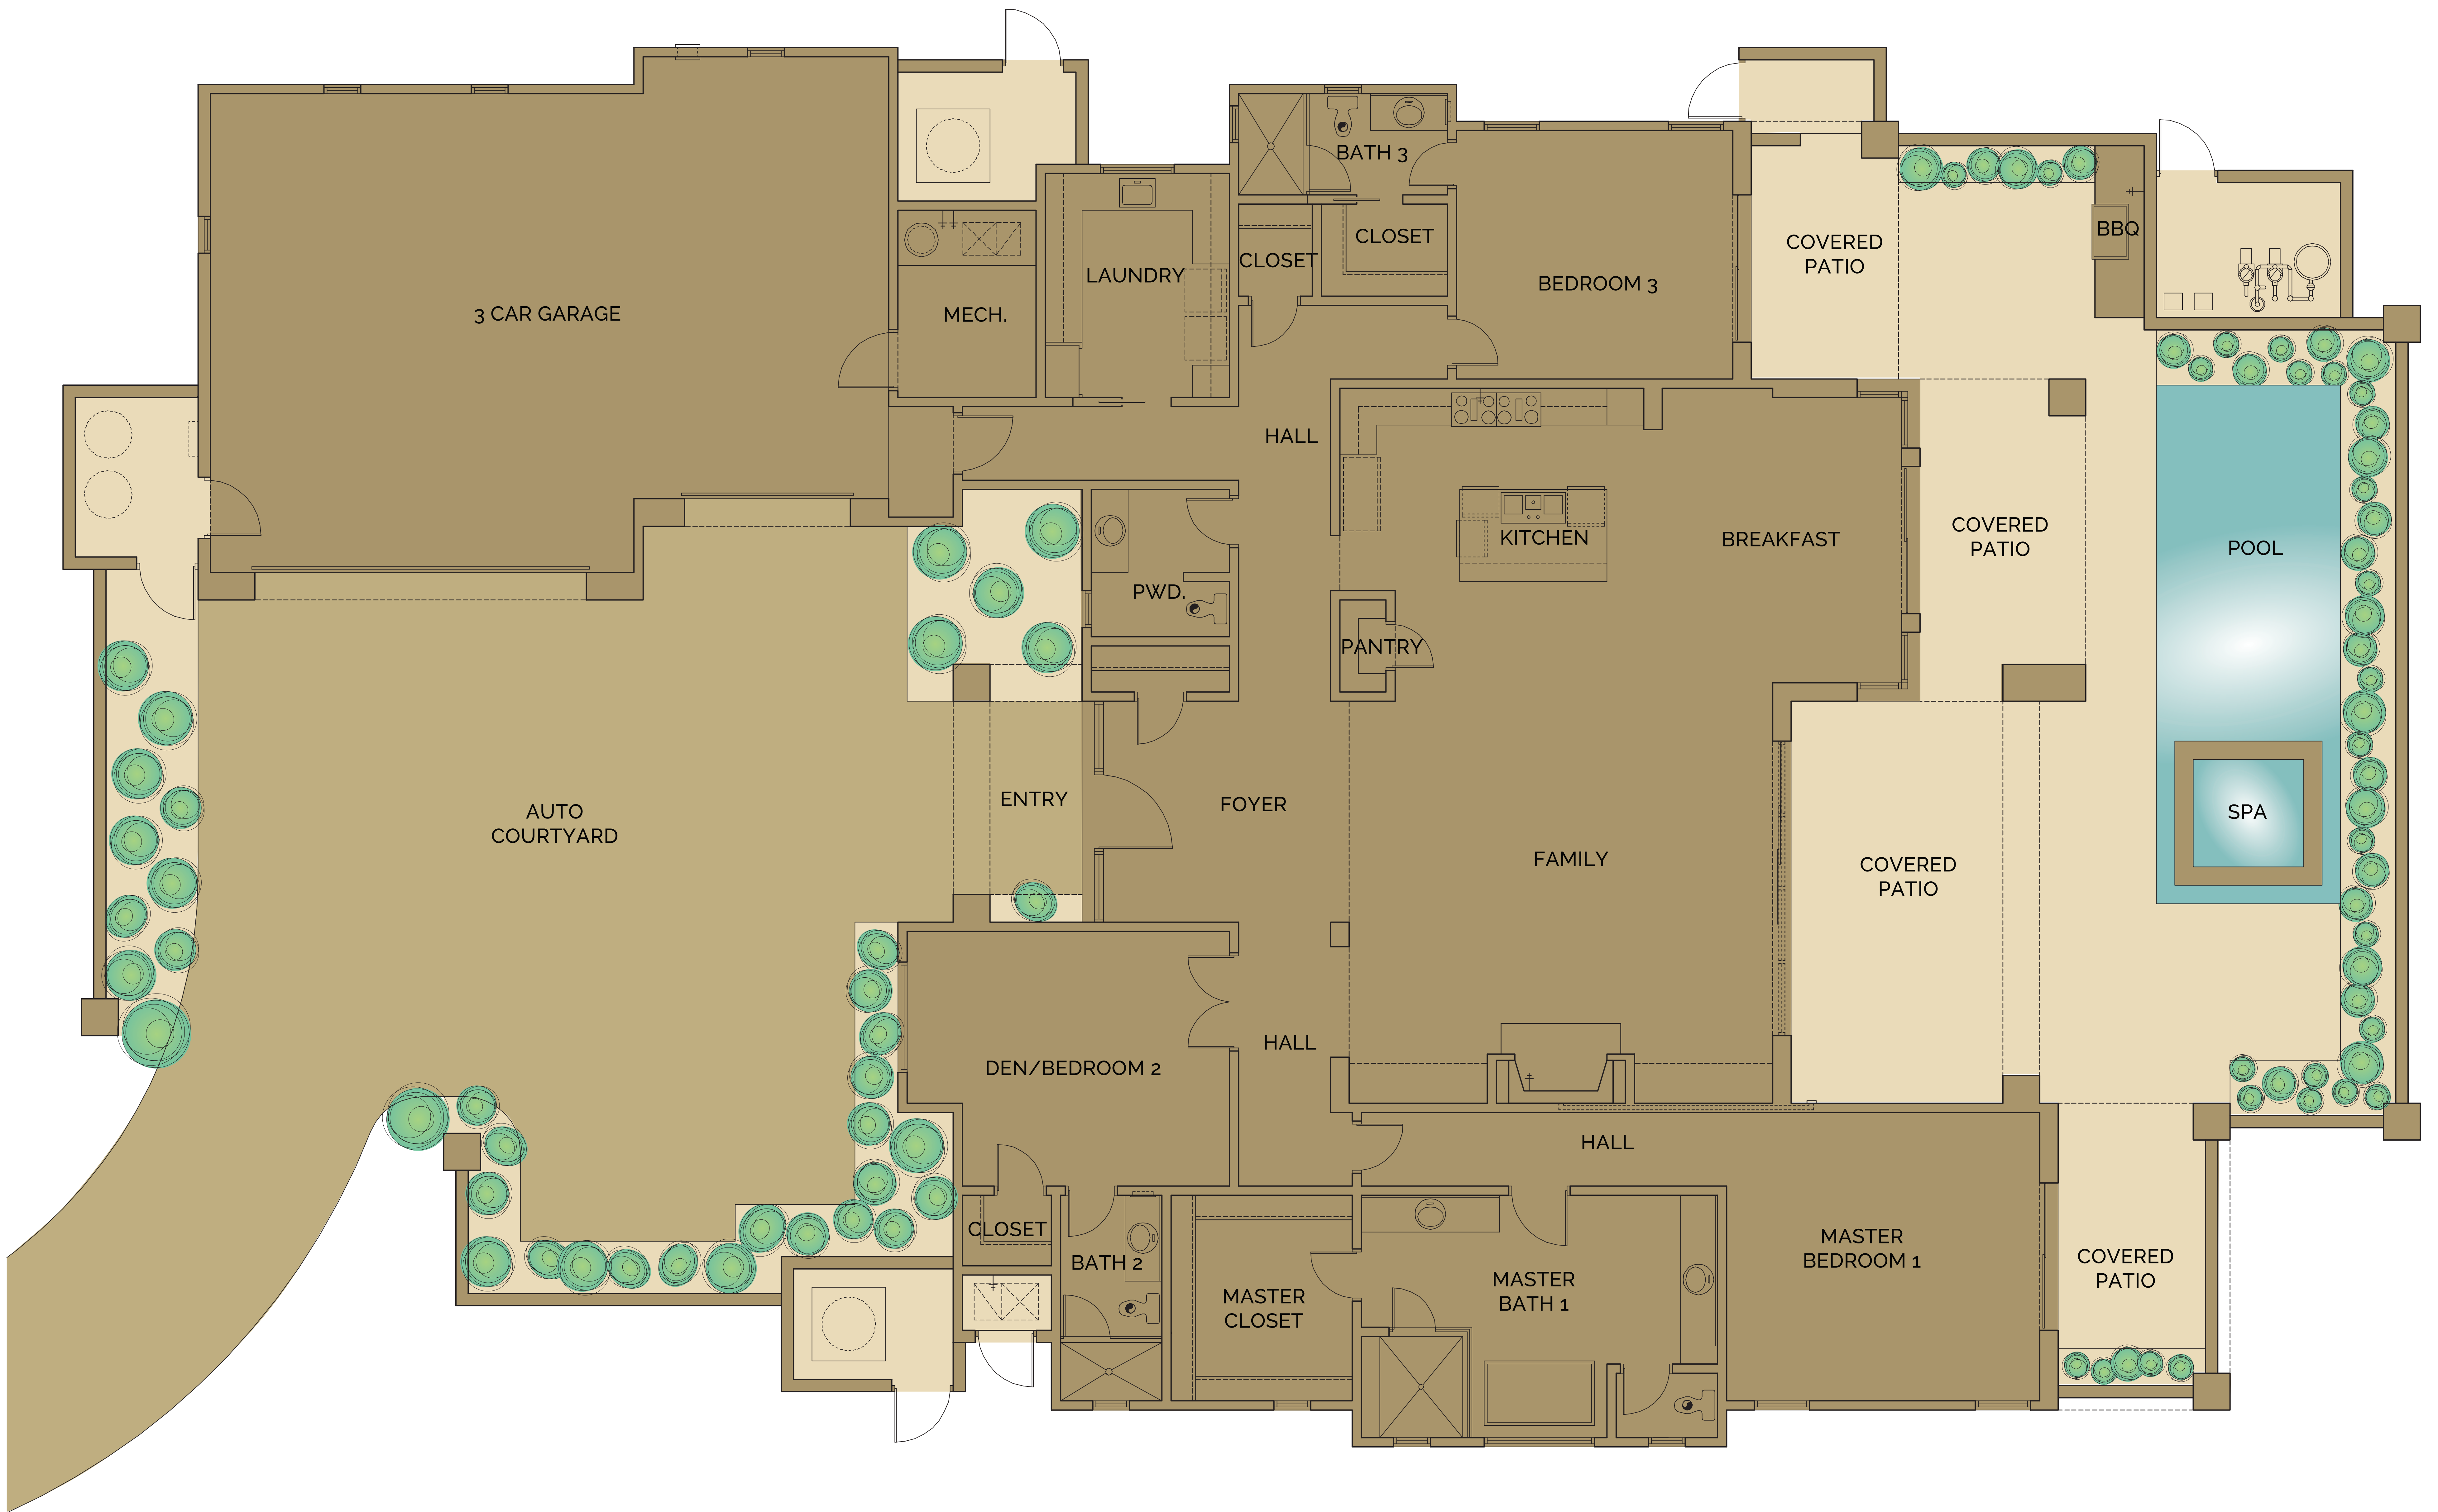 BATH 3
BBQ
CLOSET
COVERED
PATIO
CLOSET
LAUNDRY
BEDROOM 3
3 CAR GARAGE
MECH.
HALL
COVERED
PATIO
KITCHEN
BREAKFAST
POOL
PWD.
PANTRY
ENTRY
FOYER
AUTO
COURTYARD
SPA
FAMILY
COVERED
PATIO
HALL
DEN/BEDROOM 2
HALL
CLOSET
MASTER
BEDROOM 1
BATH 2
COVERED
PATIO
MASTER
BATH 1
MASTER
CLOSET